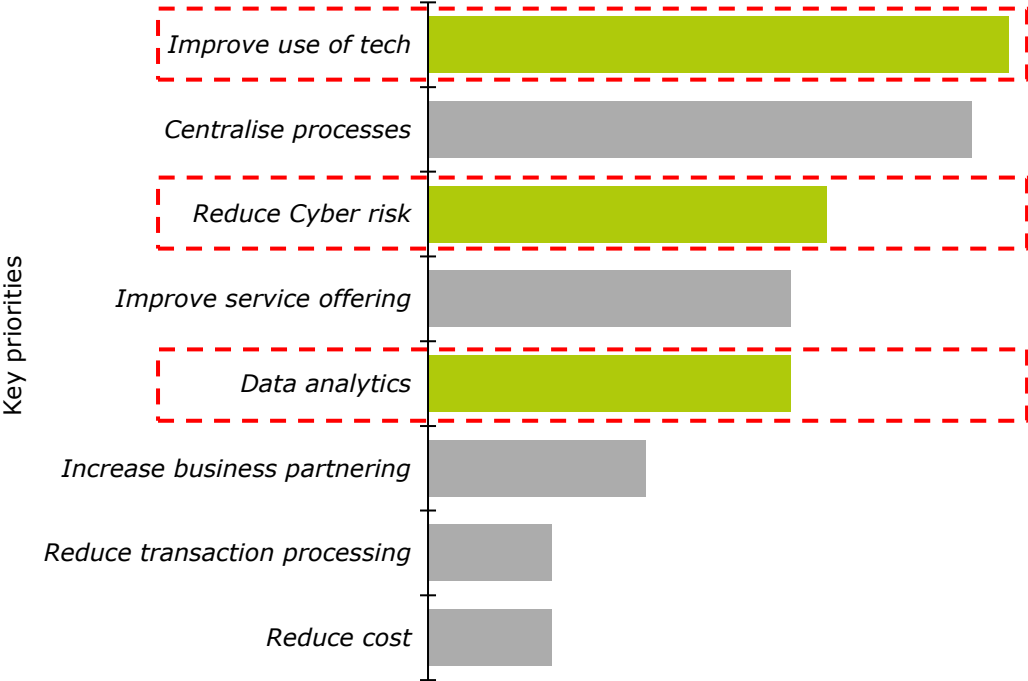 Key priorities
Improve use of tech
Centralise processes
Reduce Cyber risk
Improve service offering
Data analytics
Increase business partnering
Reduce transaction processing
Reduce cost